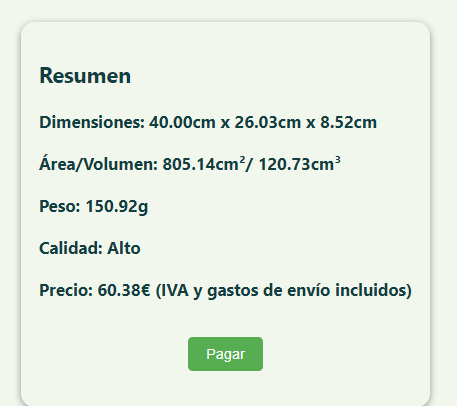 Resumen
Dimensiones: 40.00cm x 26.03cm x 8.52cm
Área/Volumen: 805.14cm²/ 120.73cm³
Peso: 150.92g
Calidad: Alto
Precio: 60.38€ (IVA y gastos de envío incluidos)
Pagar